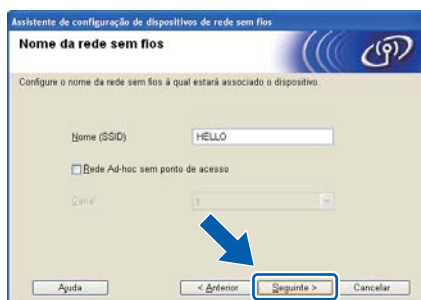 Assistente de configuração de dispositivos de rede sem fios
Nome da rede sem fios
Configure o nome da rede sem fios à qual estará associado o dispositivo.
Nome (SSID) HELLO
Rede Ad-hoc sem ponto de acesso
Canal 1
Ajuda < Anterior Seguinte > Cancelar